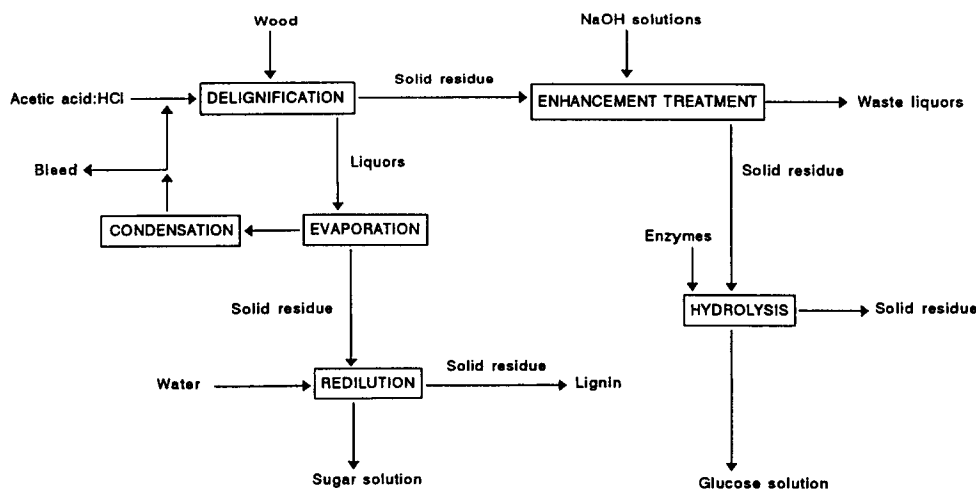 Wood
NaOH solutions
Acetic acid:HCl
DELIGNIFICATION
Solid residue
ENHANCEMENT TREATMENT
Waste liquors
Bleed
Liquors
Solid residue
CONDENSATION
EVAPORATION
Enzymes
Solid residue
HYDROLYSIS
Solid residue
Water
REDILUTION
Solid residue
Lignin
Sugar solution
Glucose solution